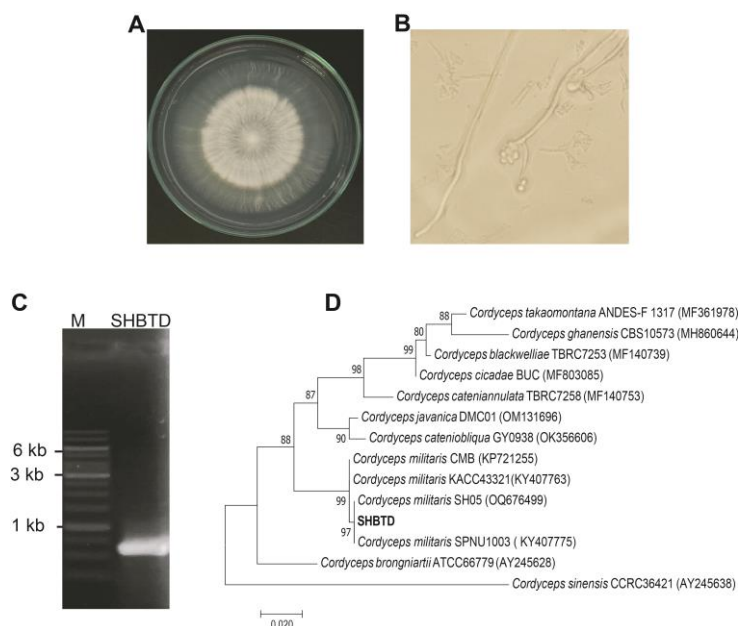 A
B
C
M SHBTD
6 kb
3 kb
1 kb
D
88
Cordyceps takaomontana ANDES-F 1317 (MF361978)
80
Cordyceps ghanensis CBS10573 (MH860644)
99
Cordyceps blackwelliae TBRC7253 (MF140739)
98
Cordyceps cicadae BUC (MF803085)
87
Cordyceps cateniannulata TBRC7258 (MF140753)
Cordyceps javanica DMC01 (OM131696)
90
Cordyceps cateniobliqua GY0938 (OK356606)
88
Cordyceps militaris CMB (KP721255)
Cordyceps militaris KACC43321(KY407763)
99
Cordyceps militaris SH05 (OQ676499)
SHBTD
97
Cordyceps militaris SPNU1003 ( KY407775)
Cordyceps brongniartii ATCC66779 (AY245628)
Cordyceps sinensis CCRC36421 (AY245638)
0.020